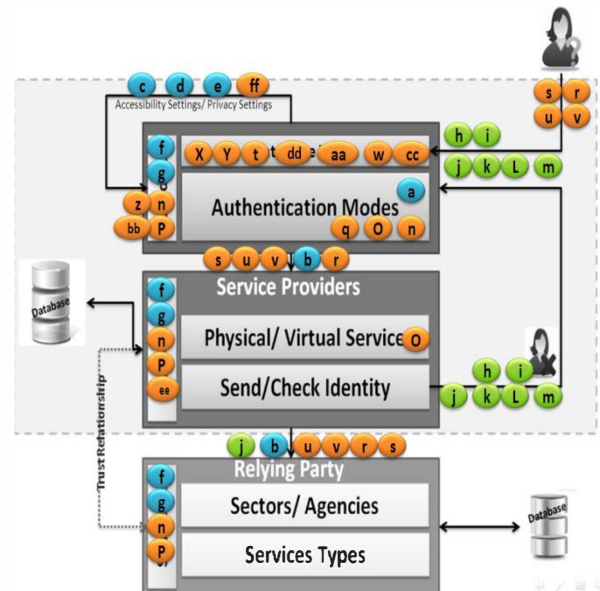 c d e ff
Accessibility Settings/ Privacy Settings
s r
u v
h i
j k L m
f
g
z n
bb P
X Y t dd aa w cc
a
Authentication Modes
q O n
s u v b r
Service Providers
f
g
n
P
ee
Physical/ Virtual Service O
Send/Check Identity
Database
h i
j k L m
Trust Relationship
j b u v r s
Relying Party
f
g
n
P
Sectors/ Agencies
Services Types
Database